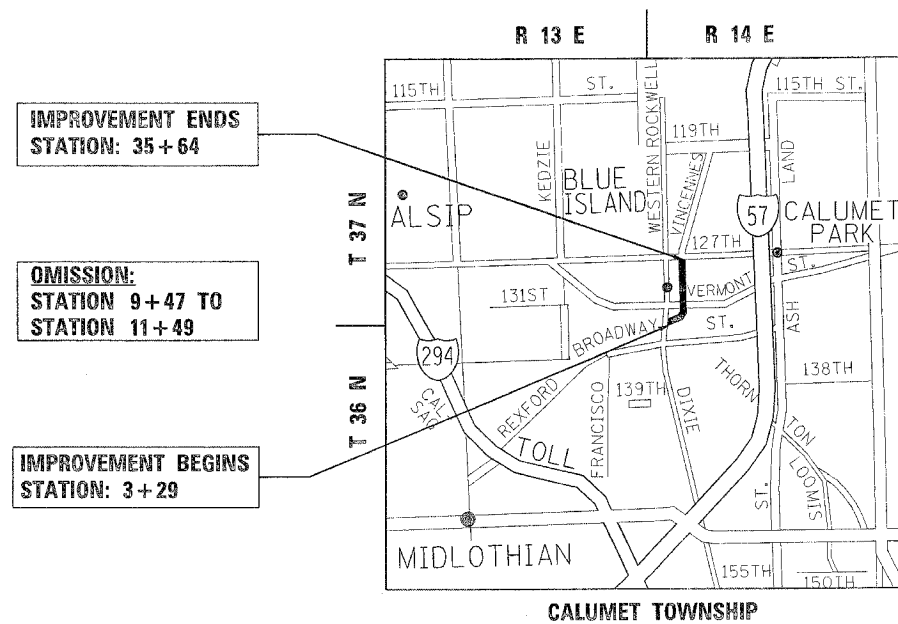 R 13 E
R 14 E
IMPROVEMENT ENDS
STATION: 35+64
OMISSION:
STATION 9+47 TO
STATION 11+49
IMPROVEMENT BEGINS
STATION: 3+29
T 37 N
T 36 N
115TH
ST.
115TH ST.
KEDZIE
WESTERN
ROCKWELL
119TH
VINCENNES
LAND
BLUE
ISLAND
ALSIP
57
CALUMET
PARK
127TH
ST.
131ST
VERMONT
BROADWAY
ST.
ASH
294
CAL
SAG
REXFORD
FRANCISCO
139TH
DIXIE
THORN
138TH
TOLL
TON
LOOMIS
ST.
MIDLOTHIAN
155TH
150TH
CALUMET TOWNSHIP